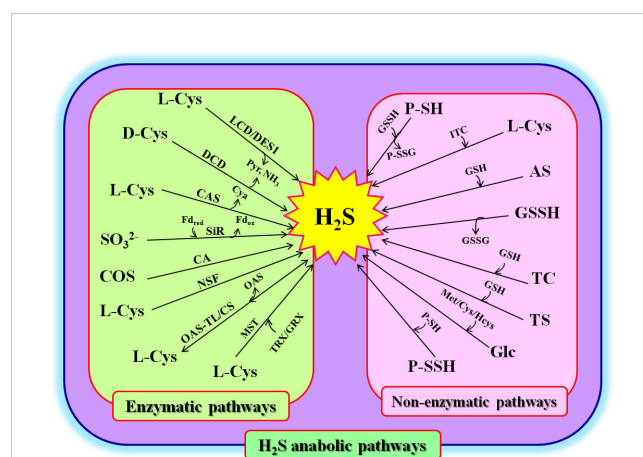 L-Cys
LCD/DES1
Pyr, NH3
D-Cys
DCD
L-Cys
CAS
Cya
SO3 2-
Fdred
SiR
Fdox
COS
CA
L-Cys
NSF
L-Cys
OAS-TL/CS
OAS
L-Cys
MST
TRX/GRX
Enzymatic pathways
H2S
P-SH
GSSH
P-SSG
L-Cys
ITC
AS
GSH
GSSH
GSSG
TC
GSH
TS
GSH
Glc
Met/Cys/Hcys
P-SSH
P-SH
Non-enzymatic pathways
H2S anabolic pathways